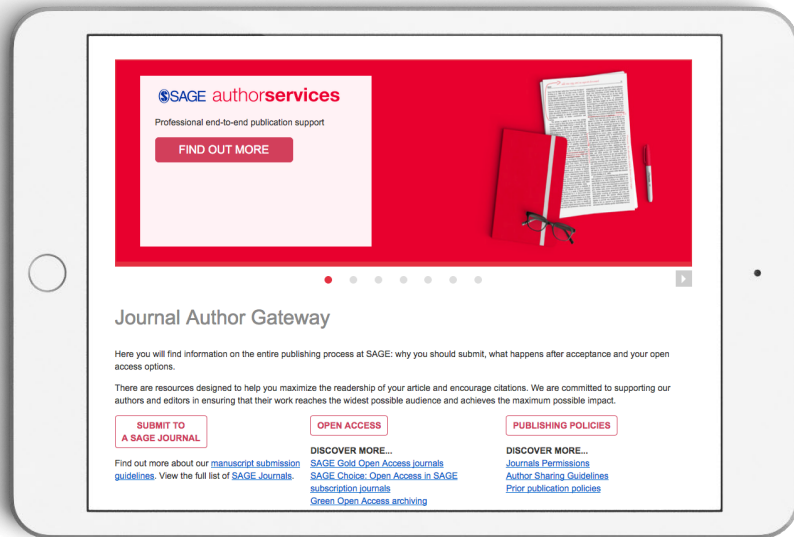 SAGE authorservices
Professional end-to-end publication support
FIND OUT MORE
Journal Author Gateway
Here you will find information on the entire publishing process at SAGE: why you should submit, what happens after acceptance and your open
access options.
There are resources designed to help you maximize the readership of your article and encourage citations. We are committed to supporting our
authors and editors in ensuring that their work reaches the widest possible audience and achieves the maximum possible impact.
SUBMIT TO
A SAGE JOURNAL
Find out more about our manuscript submission
guidelines. View the full list of SAGE Journals.
OPEN ACCESS
DISCOVER MORE...
SAGE Gold Open Access journals
SAGE Choice: Open Access in SAGE
subscription journals
Green Open Access archiving
PUBLISHING POLICIES
DISCOVER MORE...
Journals Permissions
Author Sharing Guidelines
Prior publication policies